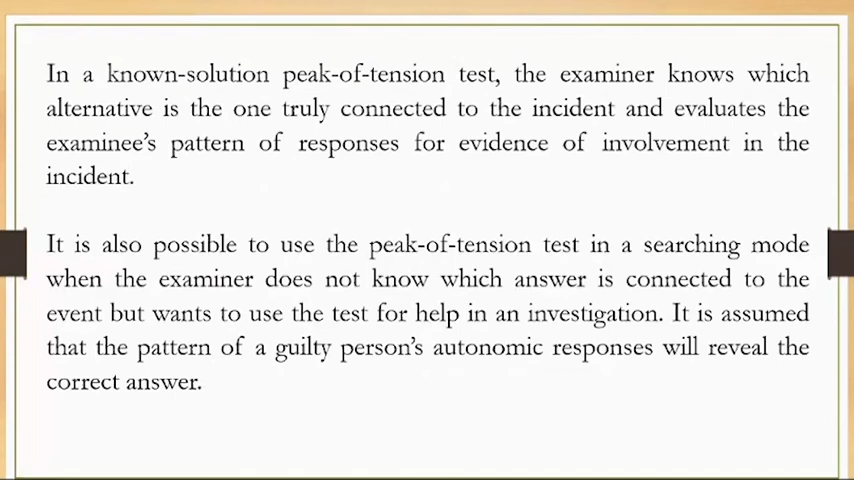 In a known-solution peak-of-tension test, the examiner knows which
alternative is the one truly connected to the incident and evaluates the
examinee’s pattern of responses for evidence of involvement in the
incident.
It is also possible to use the peak-of-tension test in a searching mode
when the examiner does not know which answer is connected to the
event but wants to use the test for help in an investigation. It is assumed
that the pattern of a guilty person’s autonomic responses will reveal the
correct answer.